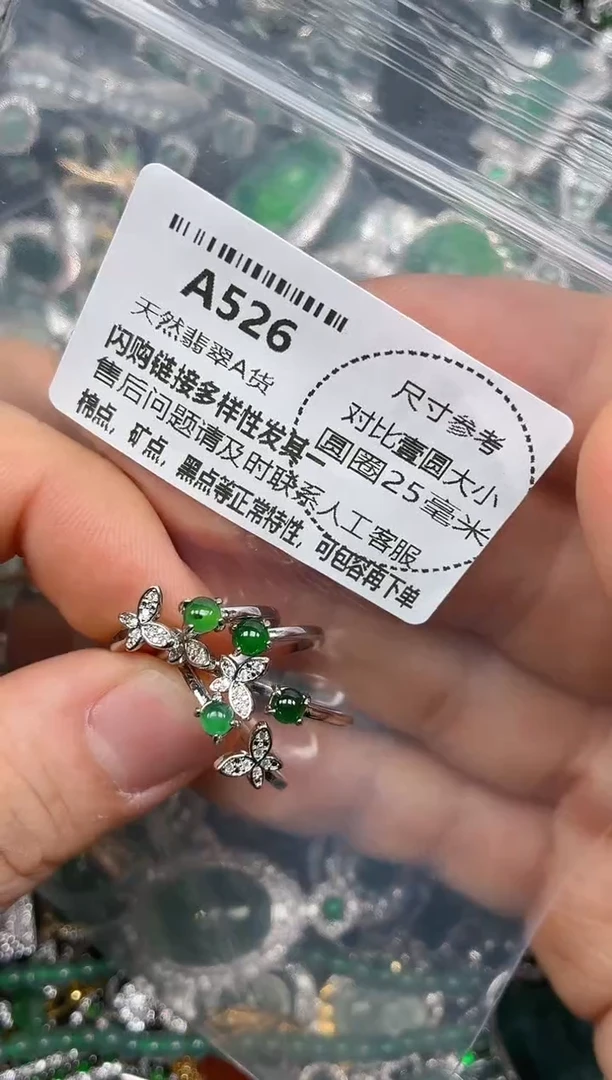 A526
天然翡翠A货
闪购链接多样性发其一
售后问题请及时联系人工客服
棉点，矿点，黑点等正常特性，可包容再下单
尺寸参考
对比壹圆大小
圆圈25毫米